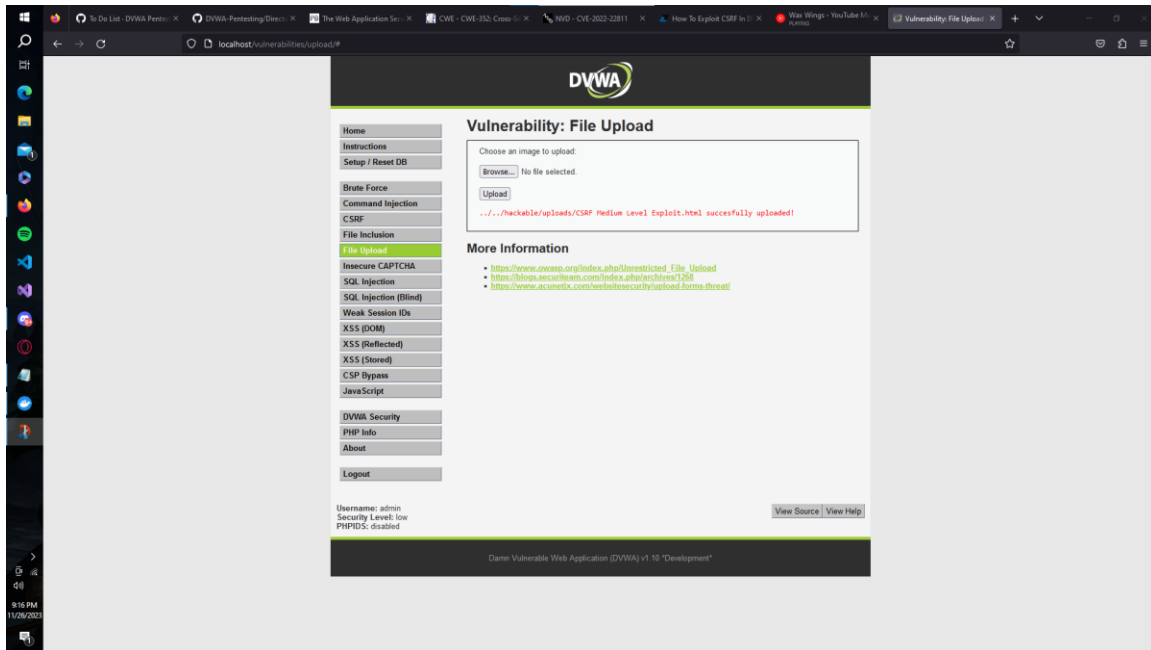 To Do List - DVWA Pentes
DVWA-Pentesting/Directo
The Web Application Secu
CWE - CWE-352: Cross-Si
NVD - CVE-2022-22811
How To Exploit CSRF In D
Wax Wings - YouTube M
PLAYING
Vulnerability: File Upload
localhost/vulnerabilities/upload/#
DVWA
Home
Instructions
Setup / Reset DB
Brute Force
Command Injection
CSRF
File Inclusion
File Upload
Insecure CAPTCHA
SQL Injection
SQL Injection (Blind)
Weak Session IDs
XSS (DOM)
XSS (Reflected)
XSS (Stored)
CSP Bypass
JavaScript
DVWA Security
PHP Info
About
Logout
Vulnerability: File Upload
Choose an image to upload:
Browse... No file selected.
Upload
../../hackable/uploads/CSRF Medium Level Exploit.html succesfully uploaded!
More Information
https://www.owasp.org/index.php/Unrestricted_File_Upload
https://blogs.securiteam.com/index.php/archives/1268
https://www.acunetix.com/websitesecurity/upload-forms-threat/
Username: admin
Security Level: low
PHPIDS: disabled
View Source View Help
Damn Vulnerable Web Application (DVWA) v1.10 *Development*
9:16 PM
11/26/2023